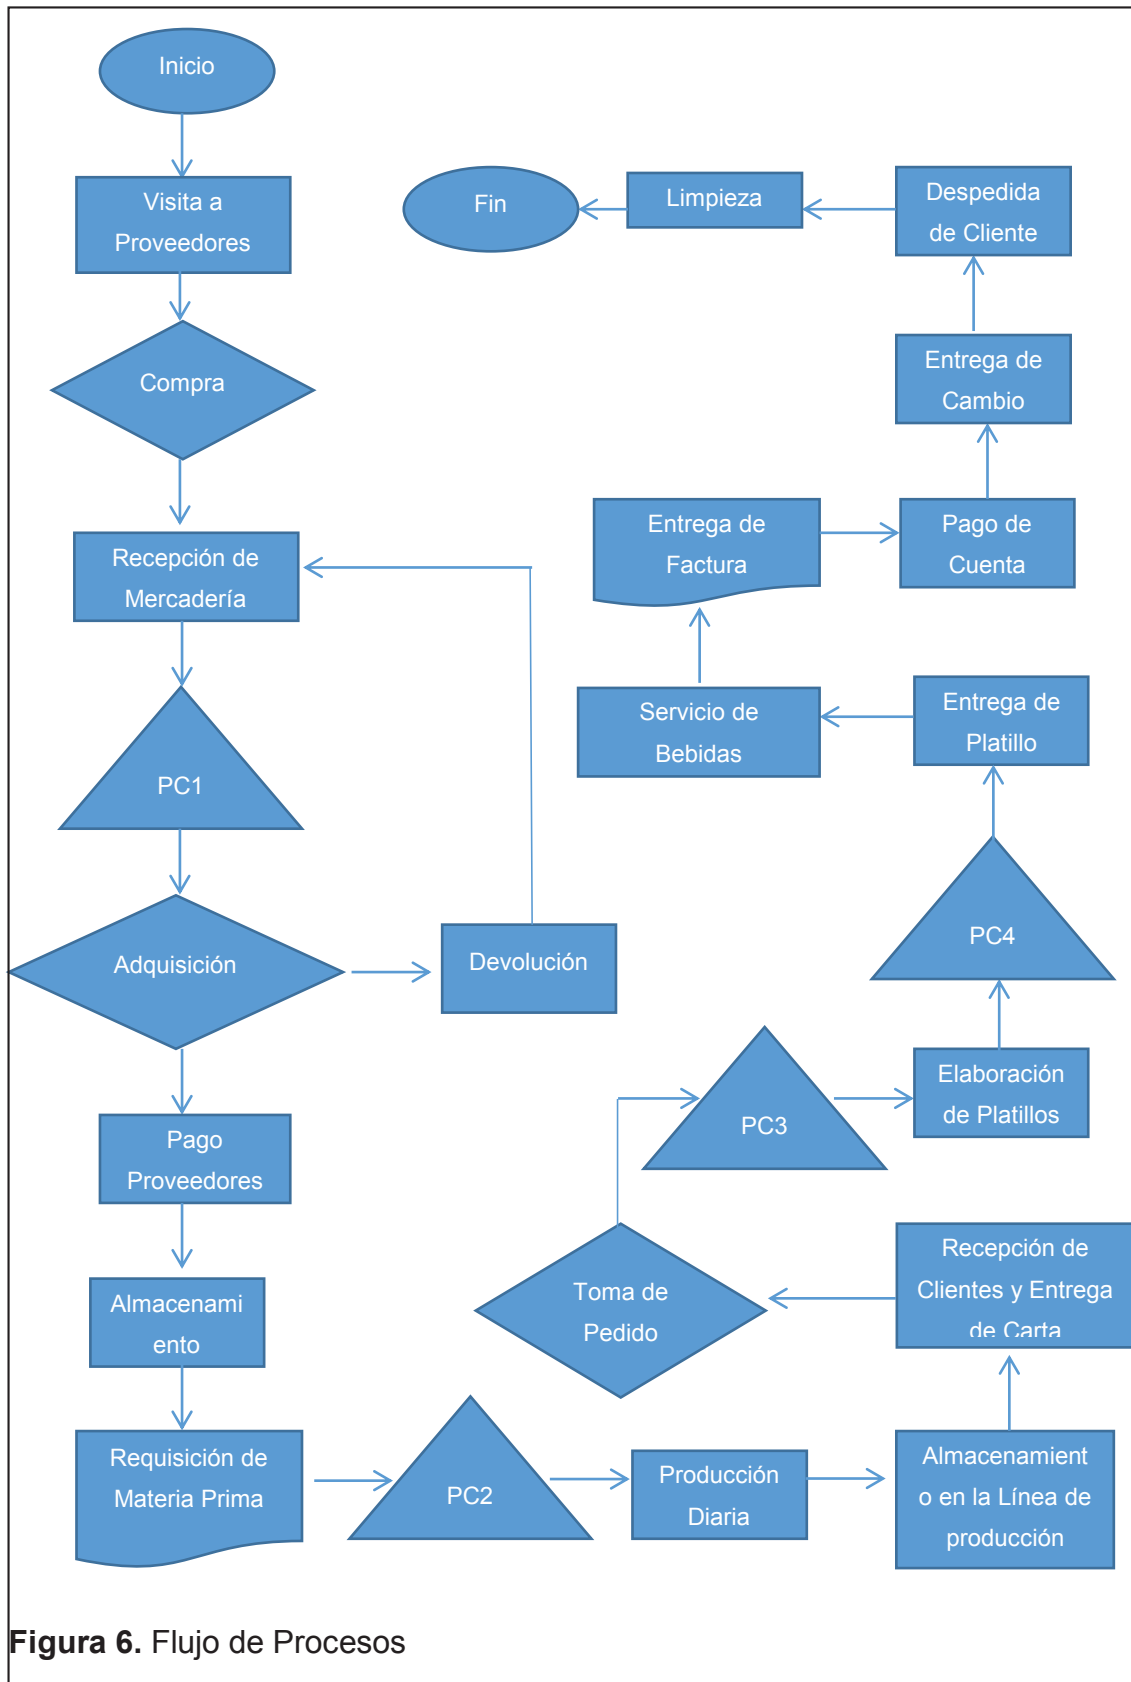 Inicio
Visita a
Proveedores
Compra
Recepción de
Mercadería
PC1
Adquisición
Devolución
Pago
Proveedores
Almacenami
ento
Requisición de
Materia Prima
PC2
Producción
Diaria
Almacenamient
o en la Línea de
producción
Recepción de
Clientes y Entrega
de Carta
Toma de
Pedido
PC3
Elaboración
de Platillos
PC4
Entrega de
Platillo
Servicio de
Bebidas
Entrega de
Factura
Pago de
Cuenta
Entrega de
Cambio
Despedida
de Cliente
Limpieza
Fin
Figura 6. Flujo de Procesos